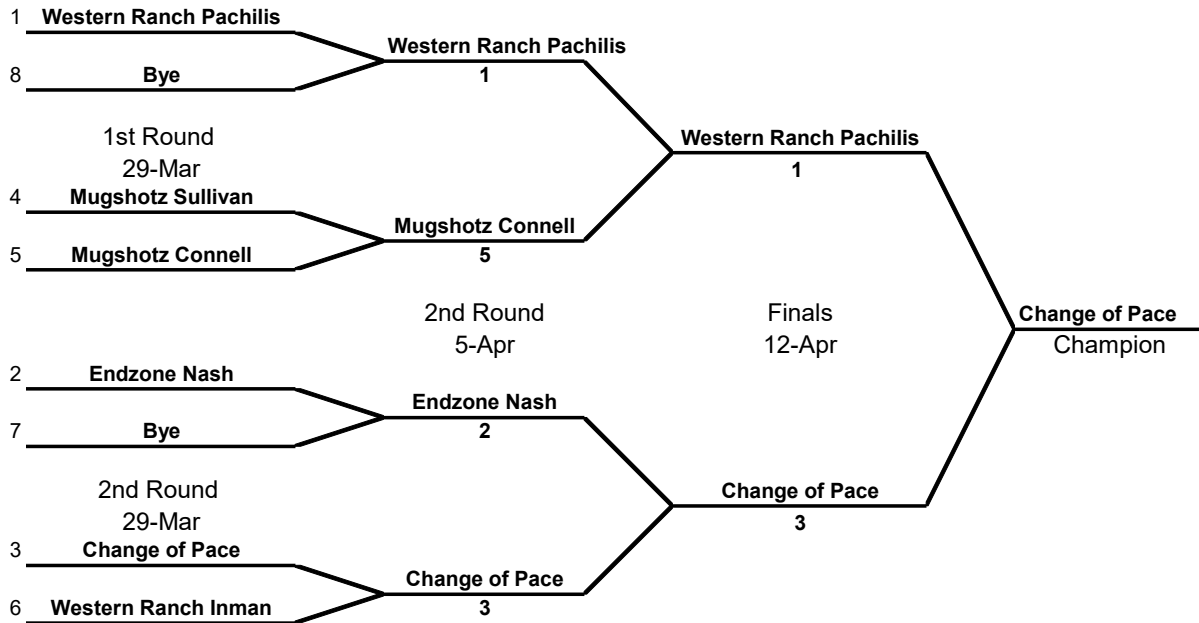 1 Western Ranch Pachilis
Western Ranch Pachilis
8 Bye
1
1st Round
29-Mar
Western Ranch Pachilis
1
4 Mugshotz Sullivan
Mugshotz Connell
5 Mugshotz Connell
5
2nd Round
5-Apr
Finals
12-Apr
Change of Pace
Champion
2 Endzone Nash
Endzone Nash
7 Bye
2
2nd Round
29-Mar
Change of Pace
3
3 Change of Pace
Change of Pace
6 Western Ranch Inman
3